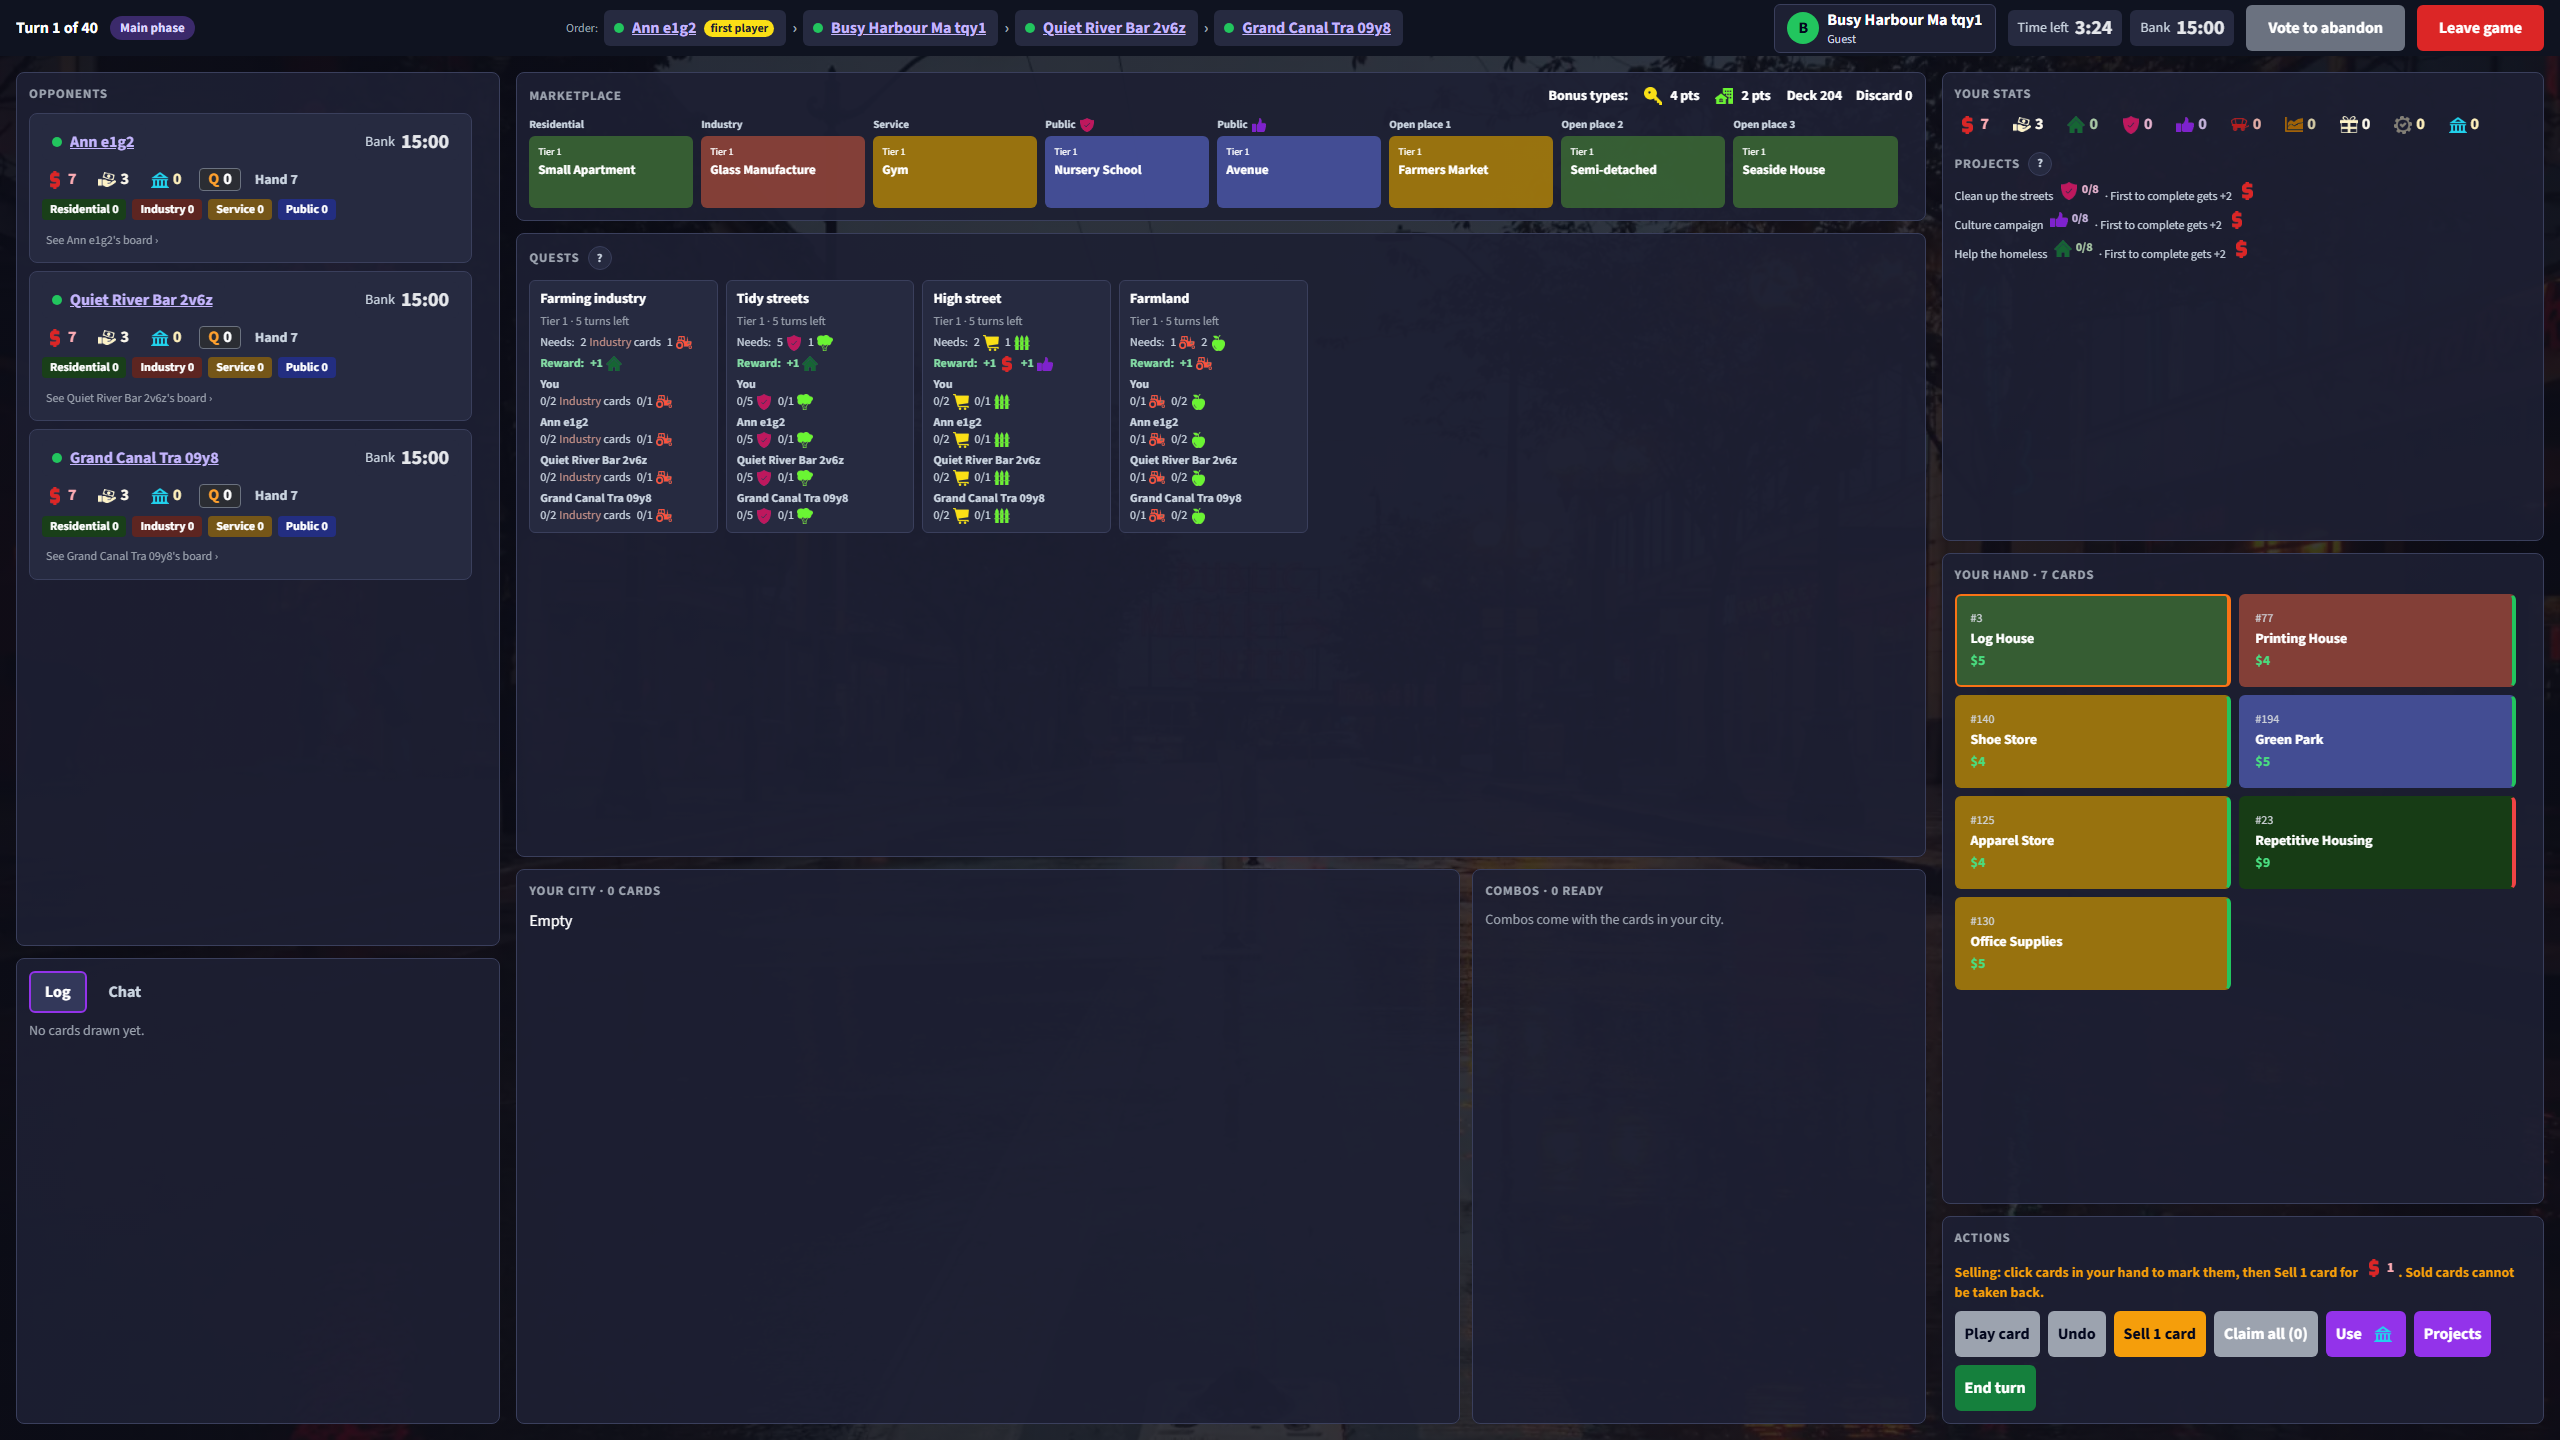 Turn 1 of 40 Main phase
Order: Ann e1g2 first player › Busy Harbour Ma tqy1 › Quiet River Bar 2v6z › Grand Canal Tra 09y8
B Busy Harbour Ma tqy1
Guest
Time left 3:24
Bank 15:00
Vote to abandon
Leave game
OPPONENTS
Ann e1g2 Bank 15:00
7 3 0 Q 0 Hand 7
Residential 0 Industry 0 Service 0 Public 0
See Ann e1g2's board ›
Quiet River Bar 2v6z Bank 15:00
7 3 0 Q 0 Hand 7
Residential 0 Industry 0 Service 0 Public 0
See Quiet River Bar 2v6z's board ›
Grand Canal Tra 09y8 Bank 15:00
7 3 0 Q 0 Hand 7
Residential 0 Industry 0 Service 0 Public 0
See Grand Canal Tra 09y8's board ›
Log Chat
No cards drawn yet.
MARKETPLACE
Bonus types: 4 pts 2 pts Deck 204 Discard 0
Residential
Tier 1
Small Apartment
Industry
Tier 1
Glass Manufacture
Service
Tier 1
Gym
Public
Tier 1
Nursery School
Public
Tier 1
Avenue
Open place 1
Tier 1
Farmers Market
Open place 2
Tier 1
Semi-detached
Open place 3
Tier 1
Seaside House
QUESTS ?
Farming industry
Tier 1 · 5 turns left
Needs: 2 Industry cards 1
Reward: +1
You
0/2 Industry cards 0/1
Ann e1g2
0/2 Industry cards 0/1
Quiet River Bar 2v6z
0/2 Industry cards 0/1
Grand Canal Tra 09y8
0/2 Industry cards 0/1
Tidy streets
Tier 1 · 5 turns left
Needs: 5 1
Reward: +1
You
0/5 0/1
Ann e1g2
0/5 0/1
Quiet River Bar 2v6z
0/5 0/1
Grand Canal Tra 09y8
0/5 0/1
High street
Tier 1 · 5 turns left
Needs: 2 1
Reward: +1 +1
You
0/2 0/1
Ann e1g2
0/2 0/1
Quiet River Bar 2v6z
0/2 0/1
Grand Canal Tra 09y8
0/2 0/1
Farmland
Tier 1 · 5 turns left
Needs: 1 2
Reward: +1
You
0/1 0/2
Ann e1g2
0/1 0/2
Quiet River Bar 2v6z
0/1 0/2
Grand Canal Tra 09y8
0/1 0/2
YOUR CITY · 0 CARDS
Empty
COMBOS · 0 READY
Combos come with the cards in your city.
YOUR STATS
7 3 0 0 0 0 0 0 0 0
PROJECTS ?
Clean up the streets 0/8 · First to complete gets +2
Culture campaign 0/8 · First to complete gets +2
Help the homeless 0/8 · First to complete gets +2
YOUR HAND · 7 CARDS
#3
Log House
$5
#77
Printing House
$4
#140
Shoe Store
$4
#194
Green Park
$5
#125
Apparel Store
$4
#23
Repetitive Housing
$9
#130
Office Supplies
$5
ACTIONS
Selling: click cards in your hand to mark them, then Sell 1 card for 1 . Sold cards cannot
be taken back.
Play card Undo Sell 1 card Claim all (0) Use Projects
End turn